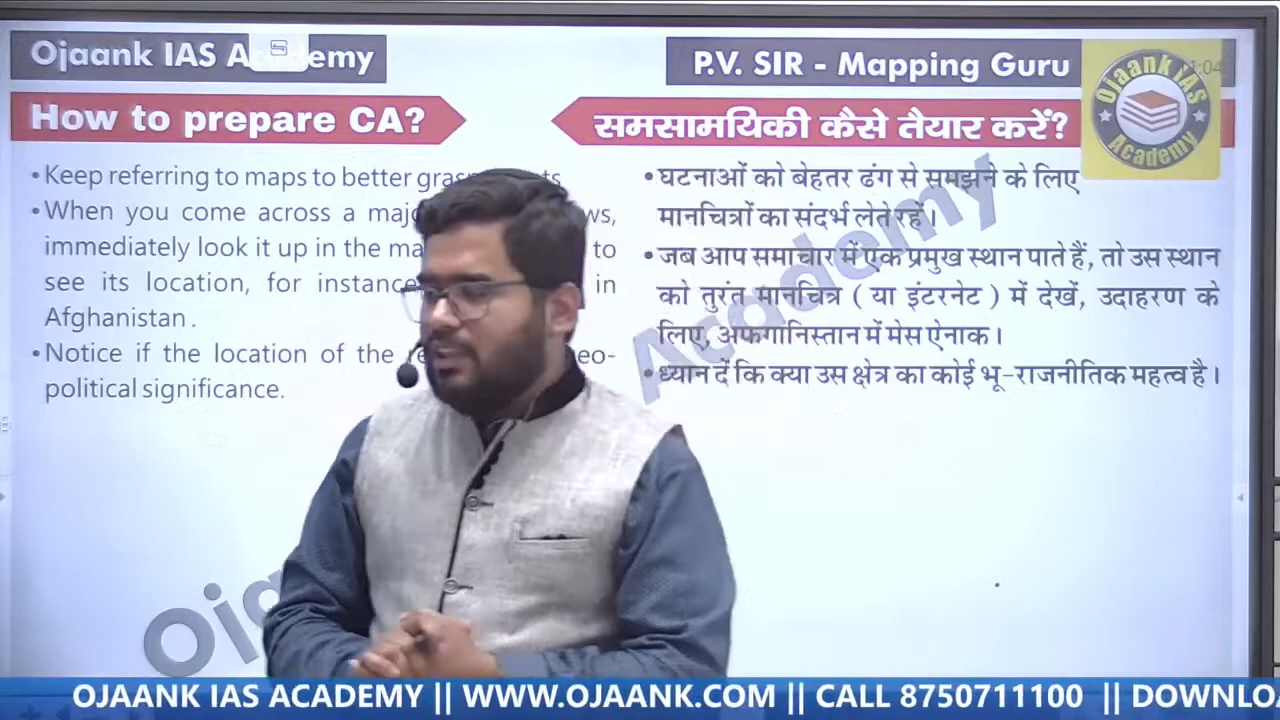 Ojaank IAS A emy
P.V. SIR - Mapping Guru
Ojaank IAS
Academy
How to prepare CA?
समसामयिकी कैसे तैयार करें?
•Keep referring to maps to better
•When you come across a
immediately look it up in the to
see its location, for instance in
Afghanistan.
•Notice if the location of the
political significance.
•घटनाओं को बेहतर ढंग से समझने के लिए
मानचित्रों का संदर्भ लेते रहें।
•जब आप समाचार में एक प्रमुख स्थान पाते हैं, तो उस स्थान
को तुरंत मानचित्र ( या इंटरनेट ) में देखें, उदाहरण के
लिए, अफगानिस्तान में मेस ऐनाक।
•ध्यान दें कि क्या उस क्षेत्र का कोई भू-राजनीतिक महत्व है।
Academy
OJAANK IAS ACADEMY || WWW.OJAANK.COM || CALL 8750711100 || DOWNLO